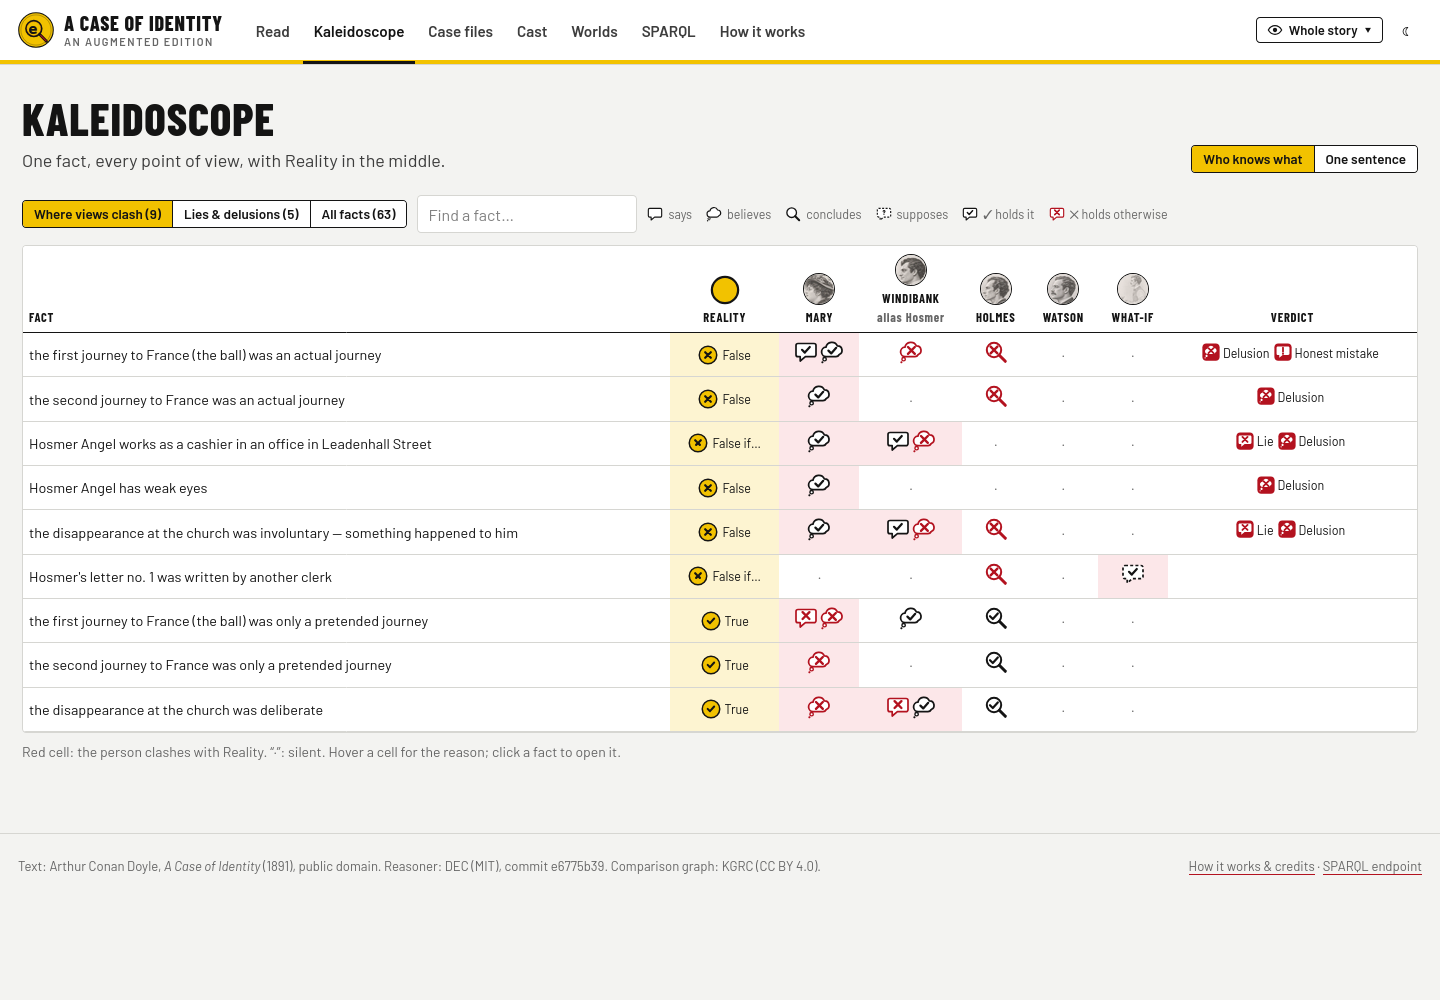 A CASE OF IDENTITY
AN AUGMENTED EDITION
Read Kaleidoscope Case files Cast Worlds SPARQL How it works
Whole story ▼
KALEIDOSCOPE
One fact, every point of view, with Reality in the middle.
Who knows what One sentence
Where views clash (9) Lies & delusions (5) All facts (63)
Find a fact…
says believes concludes supposes ✓ holds it ✕ holds otherwise
FACT REALITY MARY WINDIBANK alias Hosmer HOLMES WATSON WHAT-IF VERDICT
the first journey to France (the ball) was an actual journey False · · Delusion Honest mistake
the second journey to France was an actual journey False · · · Delusion
Hosmer Angel works as a cashier in an office in Leadenhall Street False if… · · · Lie Delusion
Hosmer Angel has weak eyes False · · · · Delusion
the disappearance at the church was involuntary — something happened to him False · · Lie Delusion
Hosmer's letter no. 1 was written by another clerk False if… · · ·
the first journey to France (the ball) was only a pretended journey True · ·
the second journey to France was only a pretended journey True · · ·
the disappearance at the church was deliberate True · ·
Red cell: the person clashes with Reality. “·”: silent. Hover a cell for the reason; click a fact to open it.
Text: Arthur Conan Doyle, A Case of Identity (1891), public domain. Reasoner: DEC (MIT), commit e6775b39. Comparison graph: KGRC (CC BY 4.0).
How it works & credits · SPARQL endpoint